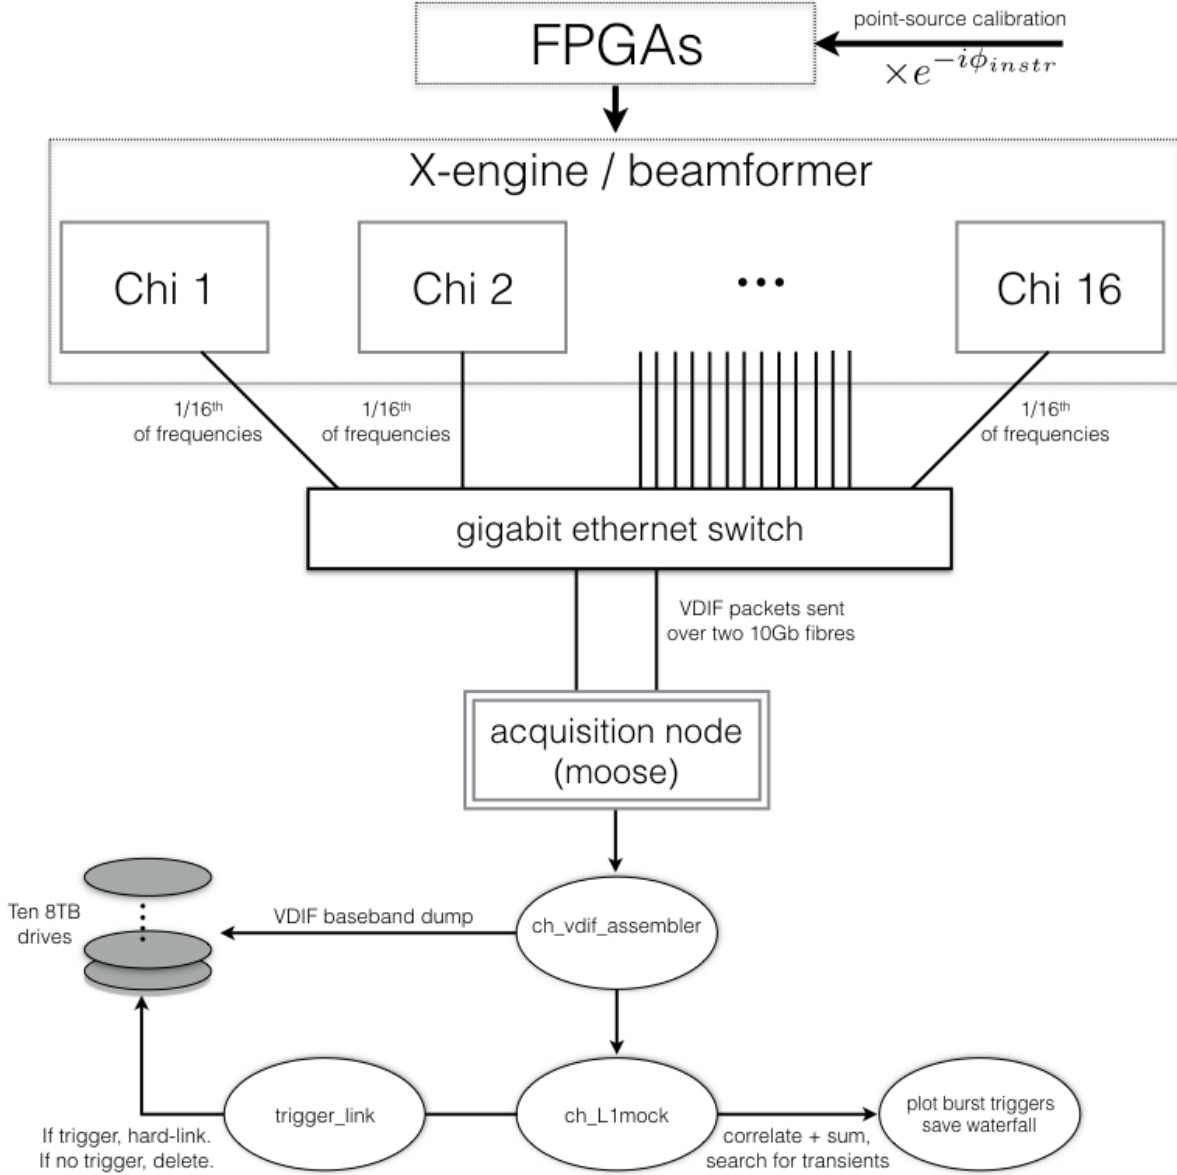 point-source calibration
FPGAs
×e^{-iϕ_{instr}}
X-engine / beamformer
Chi 1
Chi 2
...
Chi 16
1/16th
of frequencies
1/16th
of frequencies
1/16th
of frequencies
gigabit ethernet switch
VDIF packets sent
over two 10Gb fibres
acquisition node
(moose)
Ten 8TB
drives
VDIF baseband dump
ch_vdif_assembler
trigger_link
ch_L1mock
plot burst triggers
save waterfall
If trigger, hard-link.
If no trigger, delete.
correlate + sum,
search for transients